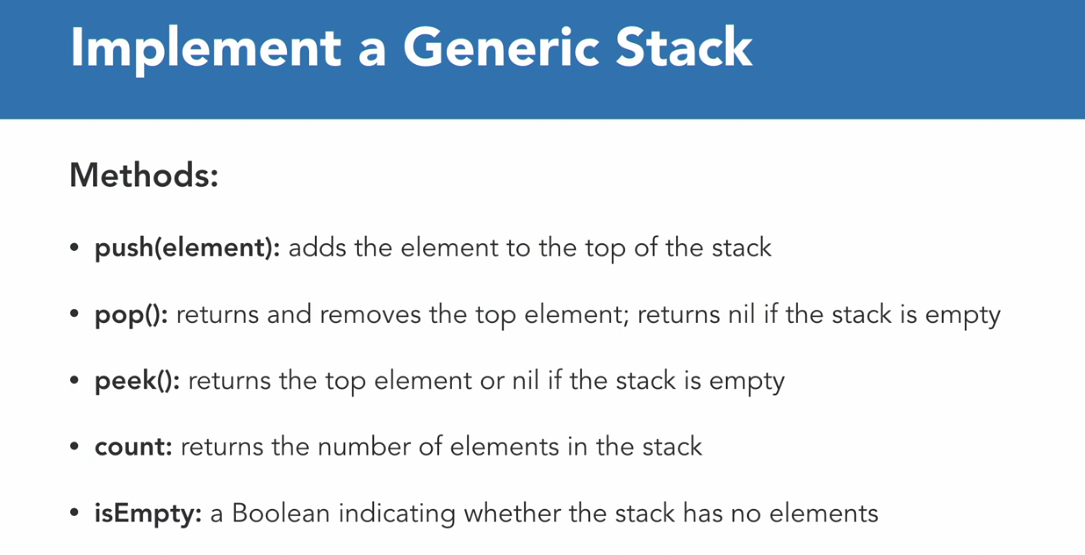 Implement a Generic Stack
Methods:
• push(element): adds the element to the top of the stack
• pop(): returns and removes the top element; returns nil if the stack is empty
• peek(): returns the top element or nil if the stack is empty
• count: returns the number of elements in the stack
• isEmpty: a Boolean indicating whether the stack has no elements